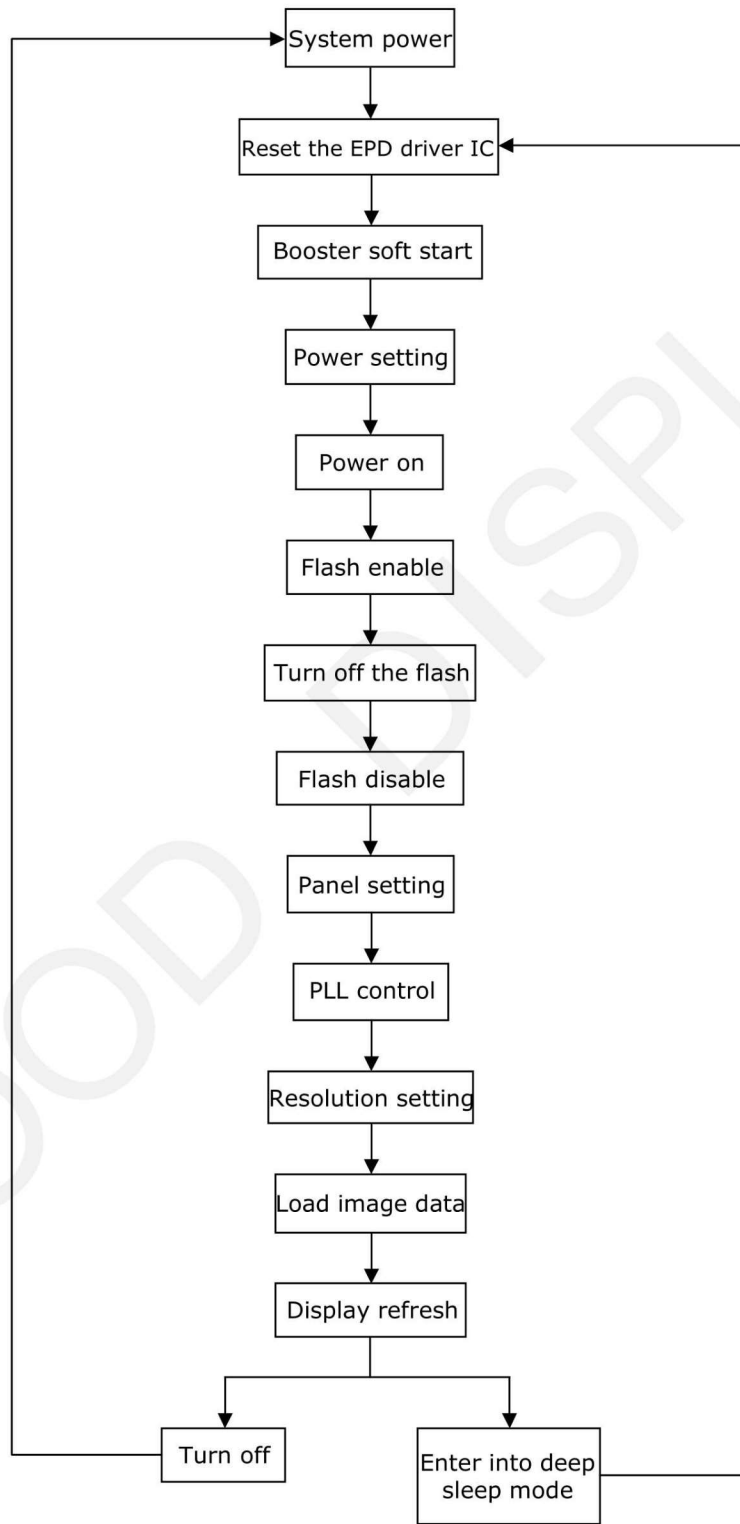 System power
Reset the EPD driver IC
Booster soft start
Power setting
Power on
Flash enable
Turn off the flash
Flash disable
Panel setting
PLL control
Resolution setting
Load image data
Display refresh
Turn off
Enter into deep
sleep mode
OOD DISPL